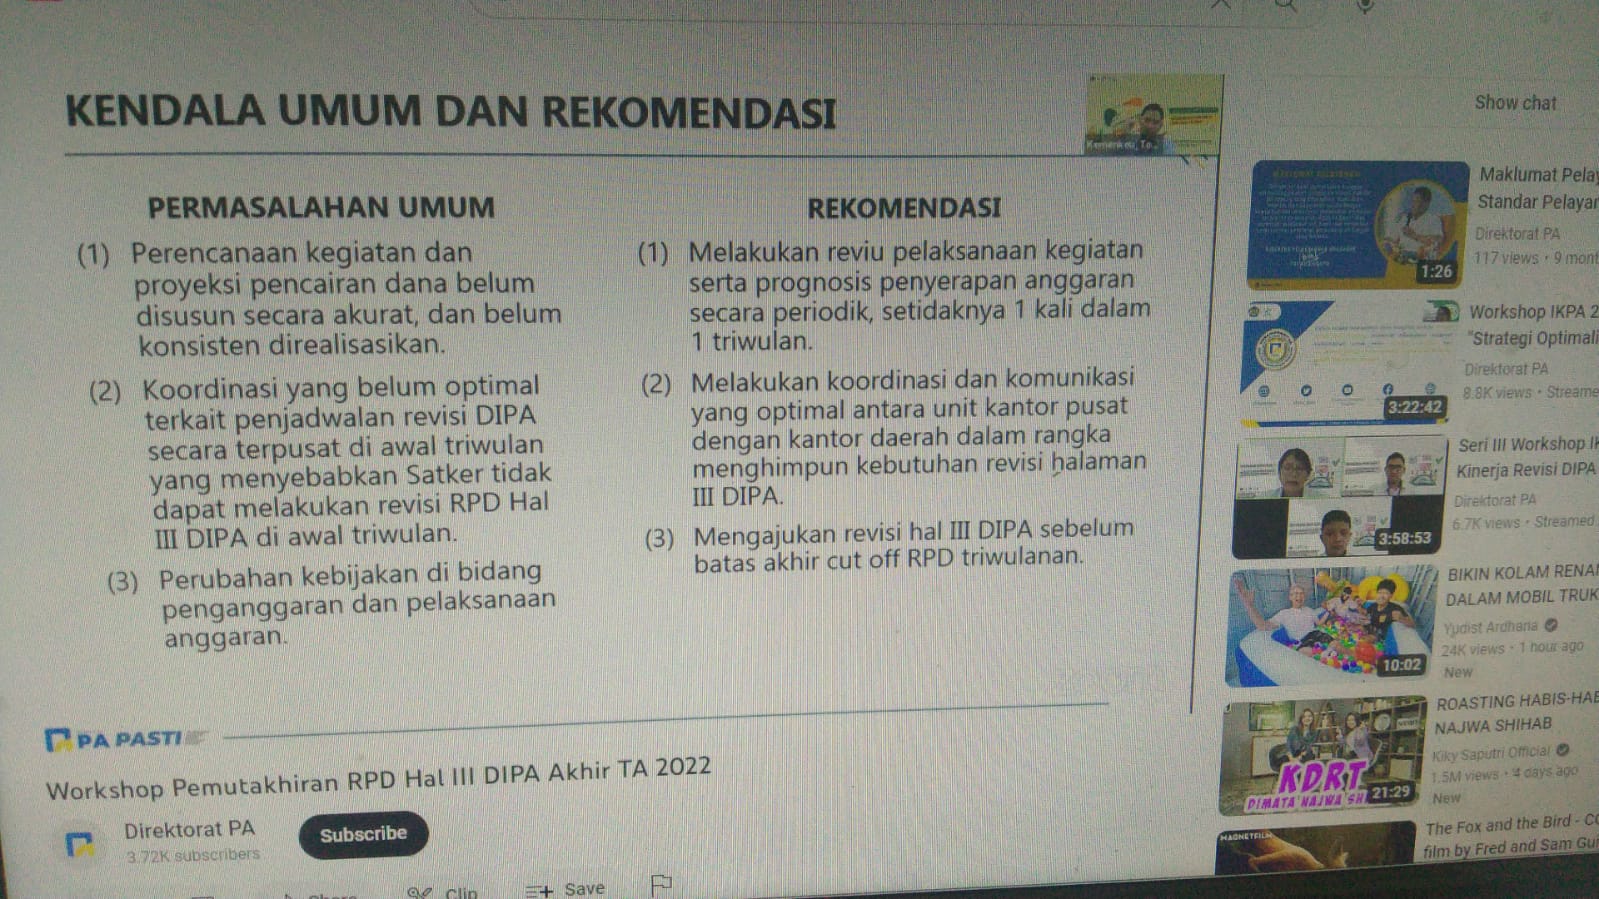 KENDALA UMUM DAN REKOMENDASI
PERMASALAHAN UMUM
(1) Perencanaan kegiatan dan
proyeksi pencairan dana belum
disusun secara akurat, dan belum
konsisten direalisasikan.
(2) Koordinasi yang belum optimal
terkait penjadwalan revisi DIPA
secara terpusat di awal triwulan
yang menyebabkan Satker tidak
dapat melakukan revisi RPD Hal
III DIPA di awal triwulan.
(3) Perubahan kebijakan di bidang
penganggaran dan pelaksanaan
anggaran.
REKOMENDASI
(1) Melakukan reviu pelaksanaan kegiatan
serta prognosis penyerapan anggaran
secara periodik, setidaknya 1 kali dalam
1 triwulan.
(2) Melakukan koordinasi dan komunikasi
yang optimal antara unit kantor pusat
dengan kantor daerah dalam rangka
menghimpun kebutuhan revisi halaman
III DIPA.
(3) Mengajukan revisi hal III DIPA sebelum
batas akhir cut off RPD triwulanan.
PA PASTI
Workshop Pemutakhiran RPD Hal III DIPA Akhir TA 2022
Direktorat PA
3.72K subscribers
Subscribe
Share
Clip
Save
Show chat
Maklumat Pelay
Standar Pelayan
Direktorat PA
117 views • 9 mont
1:26
Workshop IKPA 2
"Strategi Optimali
Direktorat PA
8.8K views • Streame
3:22:42
Seri III Workshop I
Kinerja Revisi DIPA
Direktorat PA
6.7K views • Streamed
3:58:53
BIKIN KOLAM RENA
DALAM MOBIL TRUK
Yudist Ardhana
24K views • 1 hour ago
New
10:02
ROASTING HABIS-HAB
NAJWA SHIHAB
Kiky Saputri Official
1.5M views • 4 days ago
New
KDRT
DIMATA NAJWA SH
21:29
MAGNETFILM
The Fox and the Bird - C
film by Fred and Sam Gui